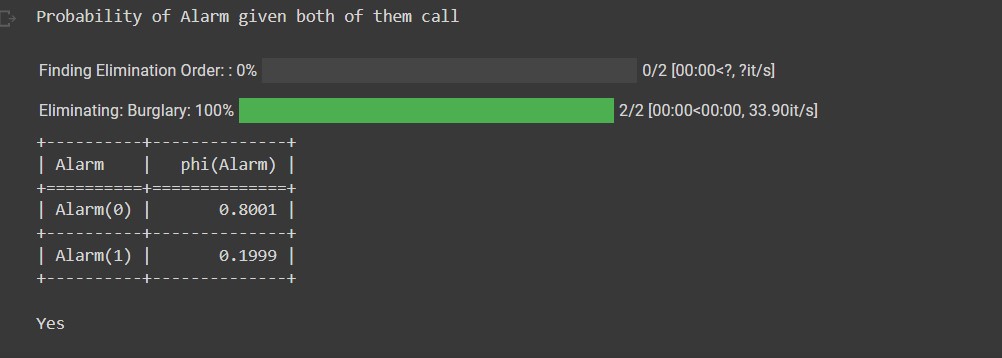 Probability of Alarm given both of them call
Finding Elimination Order: : 0% 0/2 [00:00<?, ?it/s]
Eliminating: Burglary: 100% 2/2 [00:00<00:00, 33.90it/s]
+----------+--------------+
| Alarm    |   phi(Alarm) |
+==========+==============+
| Alarm(0) |       0.8001 |
+----------+--------------+
| Alarm(1) |       0.1999 |
+----------+--------------+
Yes